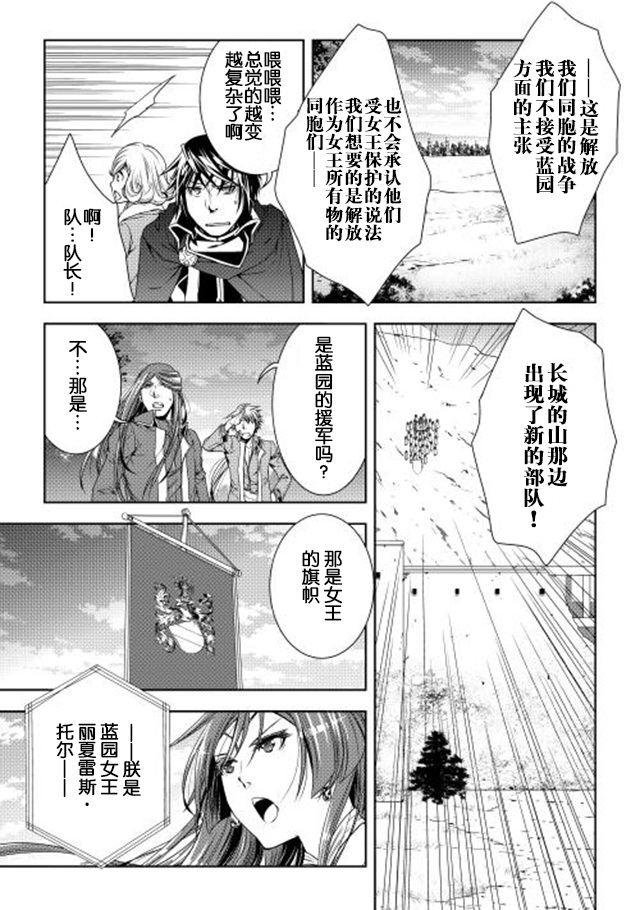 ——这是解放
我们同胞的战争
我们不接受蓝园
方面的主张
也不会承认他们
受女王保护的说法
我们想要的是解放
作为女王所有物的
同胞们——
喂喂喂…
总觉的越变
越复杂了啊
啊!
队…队长!
长城的山那边
出现了新的部队!
是蓝园的
援军吗?
不…
那是…
那是女王
的旗帜
——朕是
蓝园女王
丽夏雷斯·
托尔——